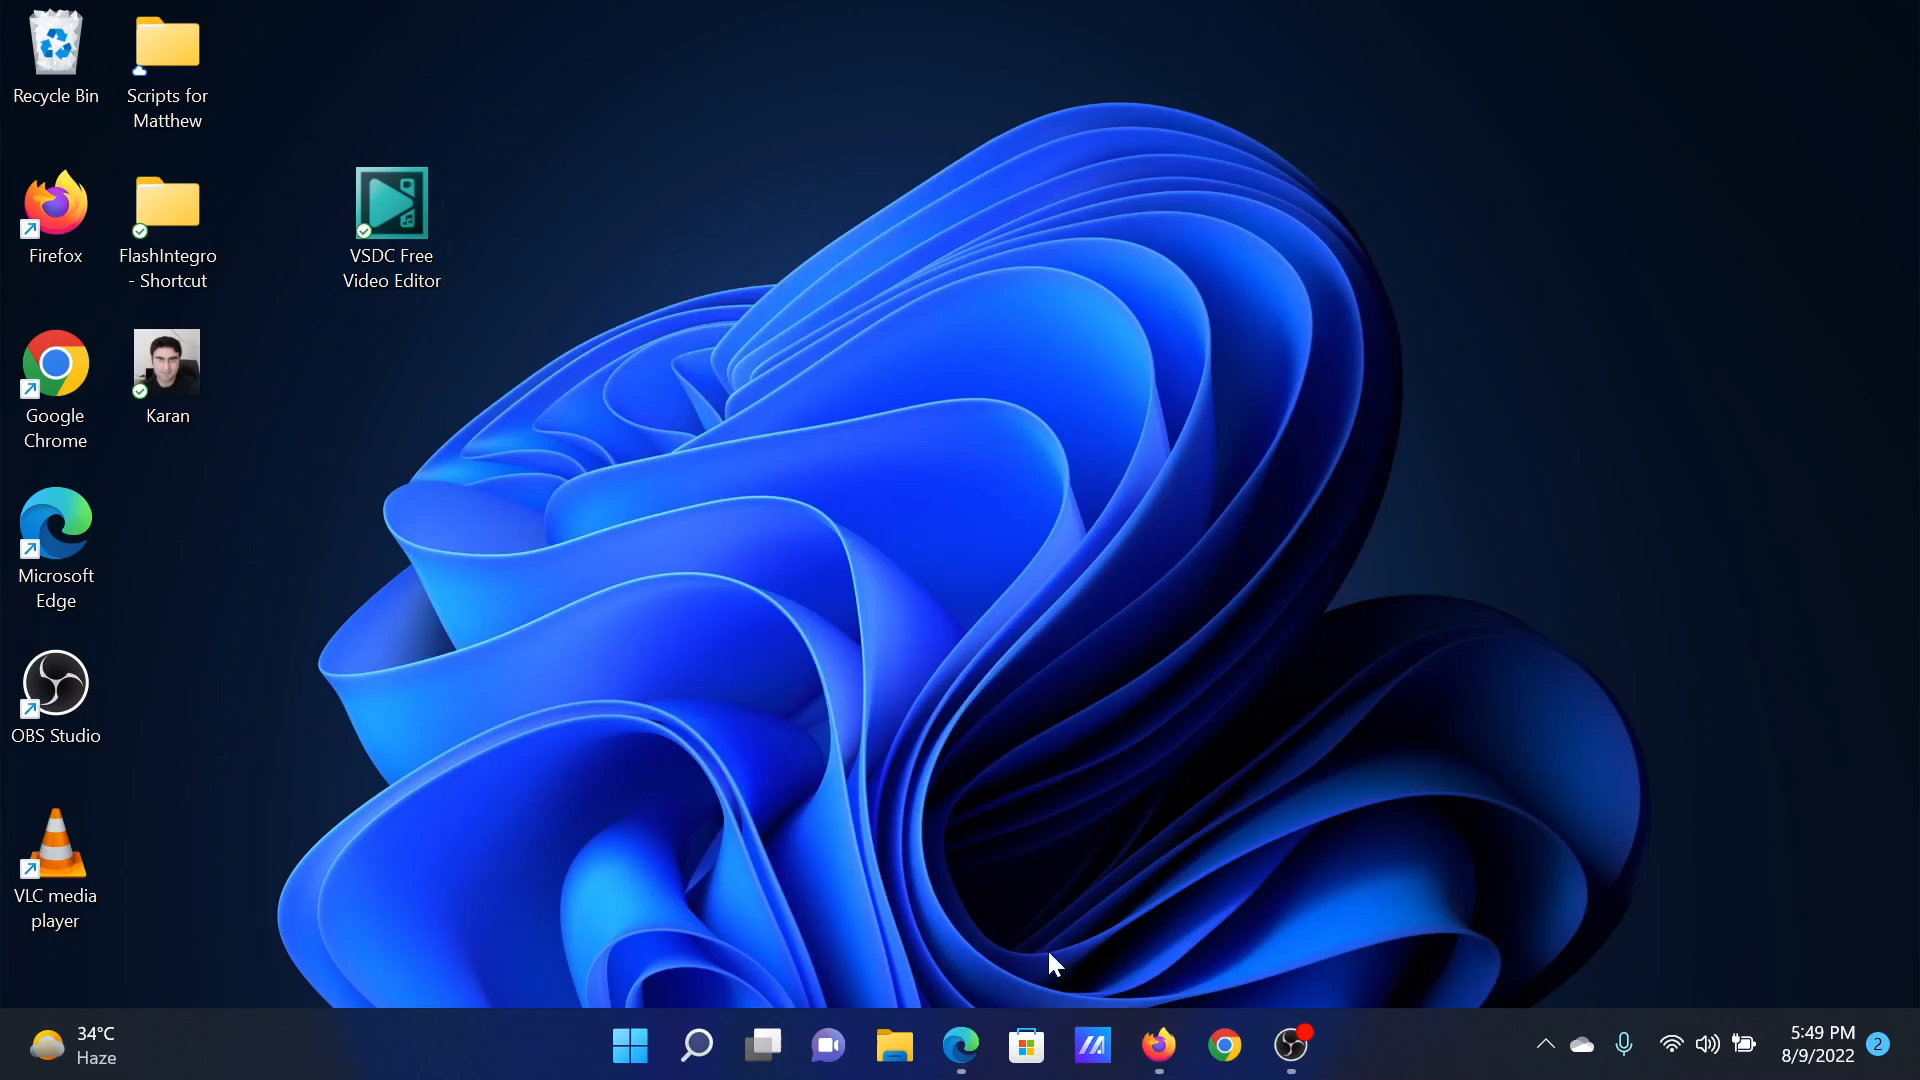 Recycle Bin
Scripts for
Matthew
Firefox
FlashIntegro
- Shortcut
VSDC Free
Video Editor
Google
Chrome
Karan
Microsoft
Edge
OBS Studio
VLC media
player
34°C
Haze
5:49 PM
8/9/2022
2